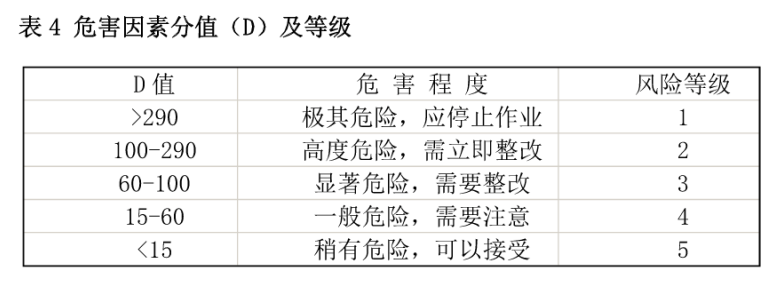 表 4 危害因素分值（D）及等级
D 值 危 害 程 度 风险等级
>290 极其危险，应停止作业 1
100-290 高度危险，需立即整改 2
60-100 显著危险，需要整改 3
15-60 一般危险，需要注意 4
<15 稍有危险，可以接受 5